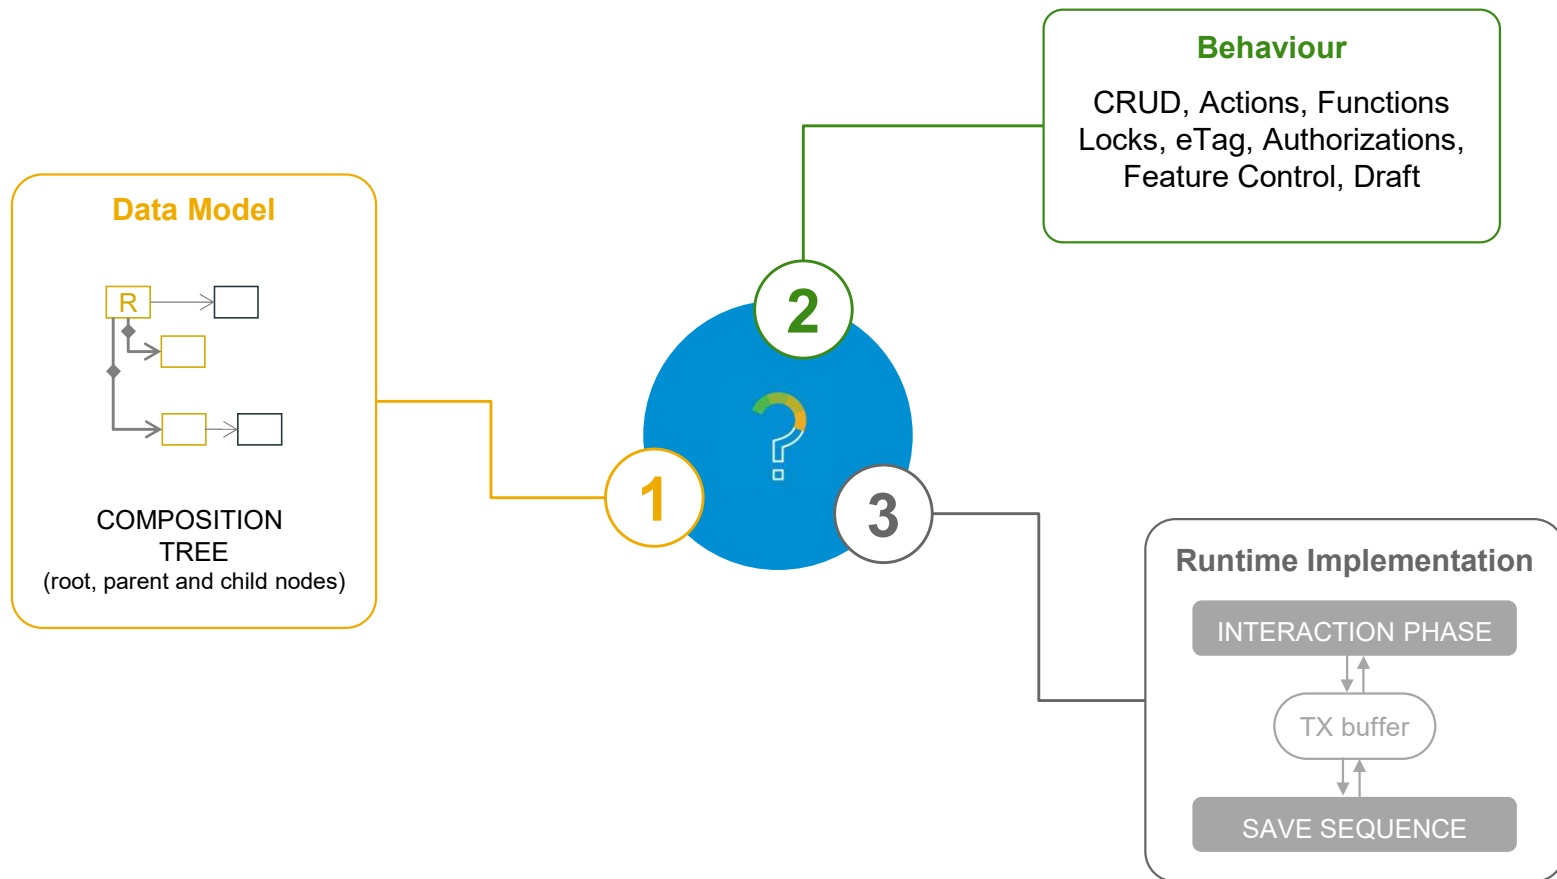 Behaviour
CRUD, Actions, Functions
Locks, eTag, Authorizations,
Feature Control, Draft
Data Model
R
COMPOSITION
TREE
(root, parent and child nodes)
2
?
1
3
Runtime Implementation
INTERACTION PHASE
TX buffer
SAVE SEQUENCE